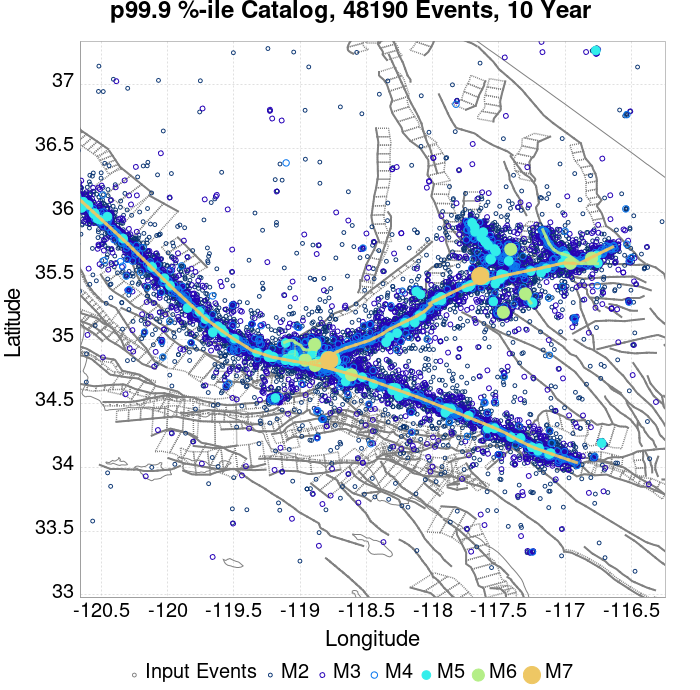 p99.9 %-ile Catalog, 48190 Events, 10 Year
37
36.5
36
35.5
35
34.5
34
33.5
33
Latitude
-120.5 -120 -119.5 -119 -118.5 -118 -117.5 -117 -116.5
Longitude
Input Events M2 M3 M4 M5 M6 M7